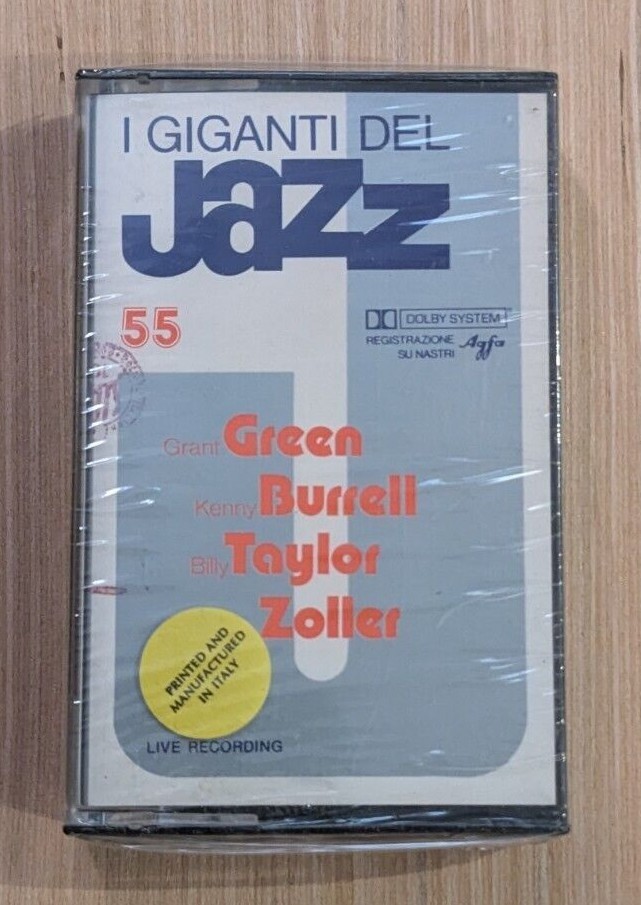 I GIGANTI DEL
Jazz
55
DOLBY SYSTEM
REGISTRAZIONE
SU NASTRI Agfa
Grant Green
Kenny Burrell
Billy Taylor
Zoller
PRINTED AND
MANUFACTURED
IN ITALY
LIVE RECORDING